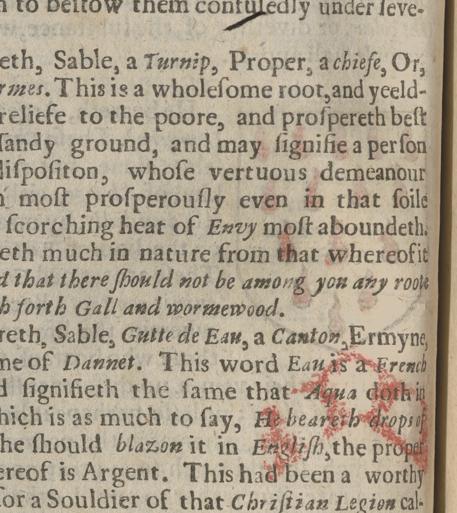 n to beſtow them confuſedly under ſeve-
eth, Sable, a Turnip, Proper, a chiefe, Or,
rmes. This is a wholeſome root, and yeeld-
reliefe to the poore, and proſpereth beſt
ſandy ground, and may ſignifie a perſon
diſpoſiton, whoſe vertuous demeanour
moſt proſperouſly even in that ſoile
ſcorching heat of Envy moſt aboundeth.
eth much in nature from that whereof it
d that there ſhould not be among you any roote
h forth Gall and wormewood.
reth, Sable, Gutte de Eau, a Canton, Ermyne,
me of Dannet. This word Eau is a French
d ſignifieth the ſame that Aqua doth in
hich is as much to ſay, He beareth drops of
he ſhould blazon it in Engliſh, the proper
ereof is Argent. This had been a worthy
for a Souldier of that Chriſtian Legion cal-